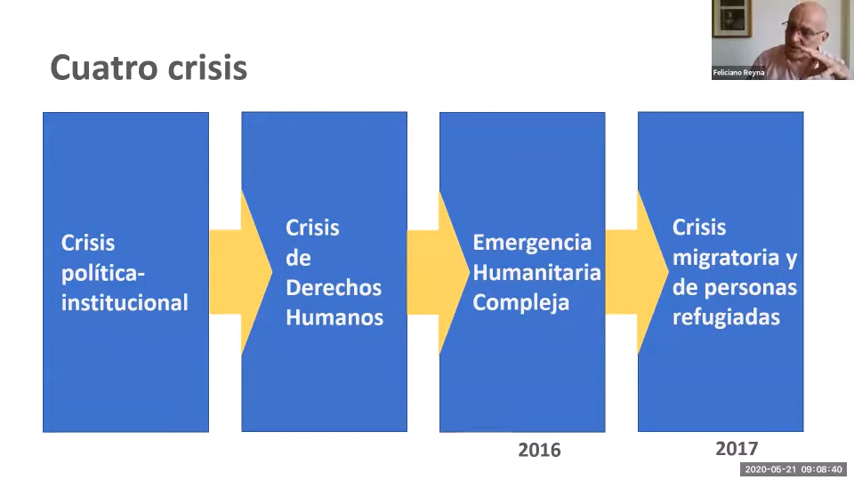 Cuatro crisis
Feliciano Reyna
Crisis
política-
institucional
Crisis
de
Derechos
Humanos
Emergencia
Humanitaria
Compleja
Crisis
migratoria y
de personas
refugiadas
2016
2017
2020-05-21 09:08:40